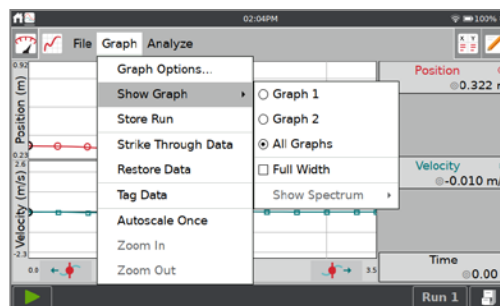 02:04PM 100%
File Graph Analyze
X Y
0.92
Position (m)
0.23
2.6
Velocity (m/s)
-2.3
0.0
3.5
Graph Options...
Show Graph
Store Run
Strike Through Data
Restore Data
Tag Data
Autoscale Once
Zoom In
Zoom Out
Graph 1
Graph 2
All Graphs
Full Width
Show Spectrum
Position
0.322
Velocity
-0.010 m/
Time
0.00
Run 1